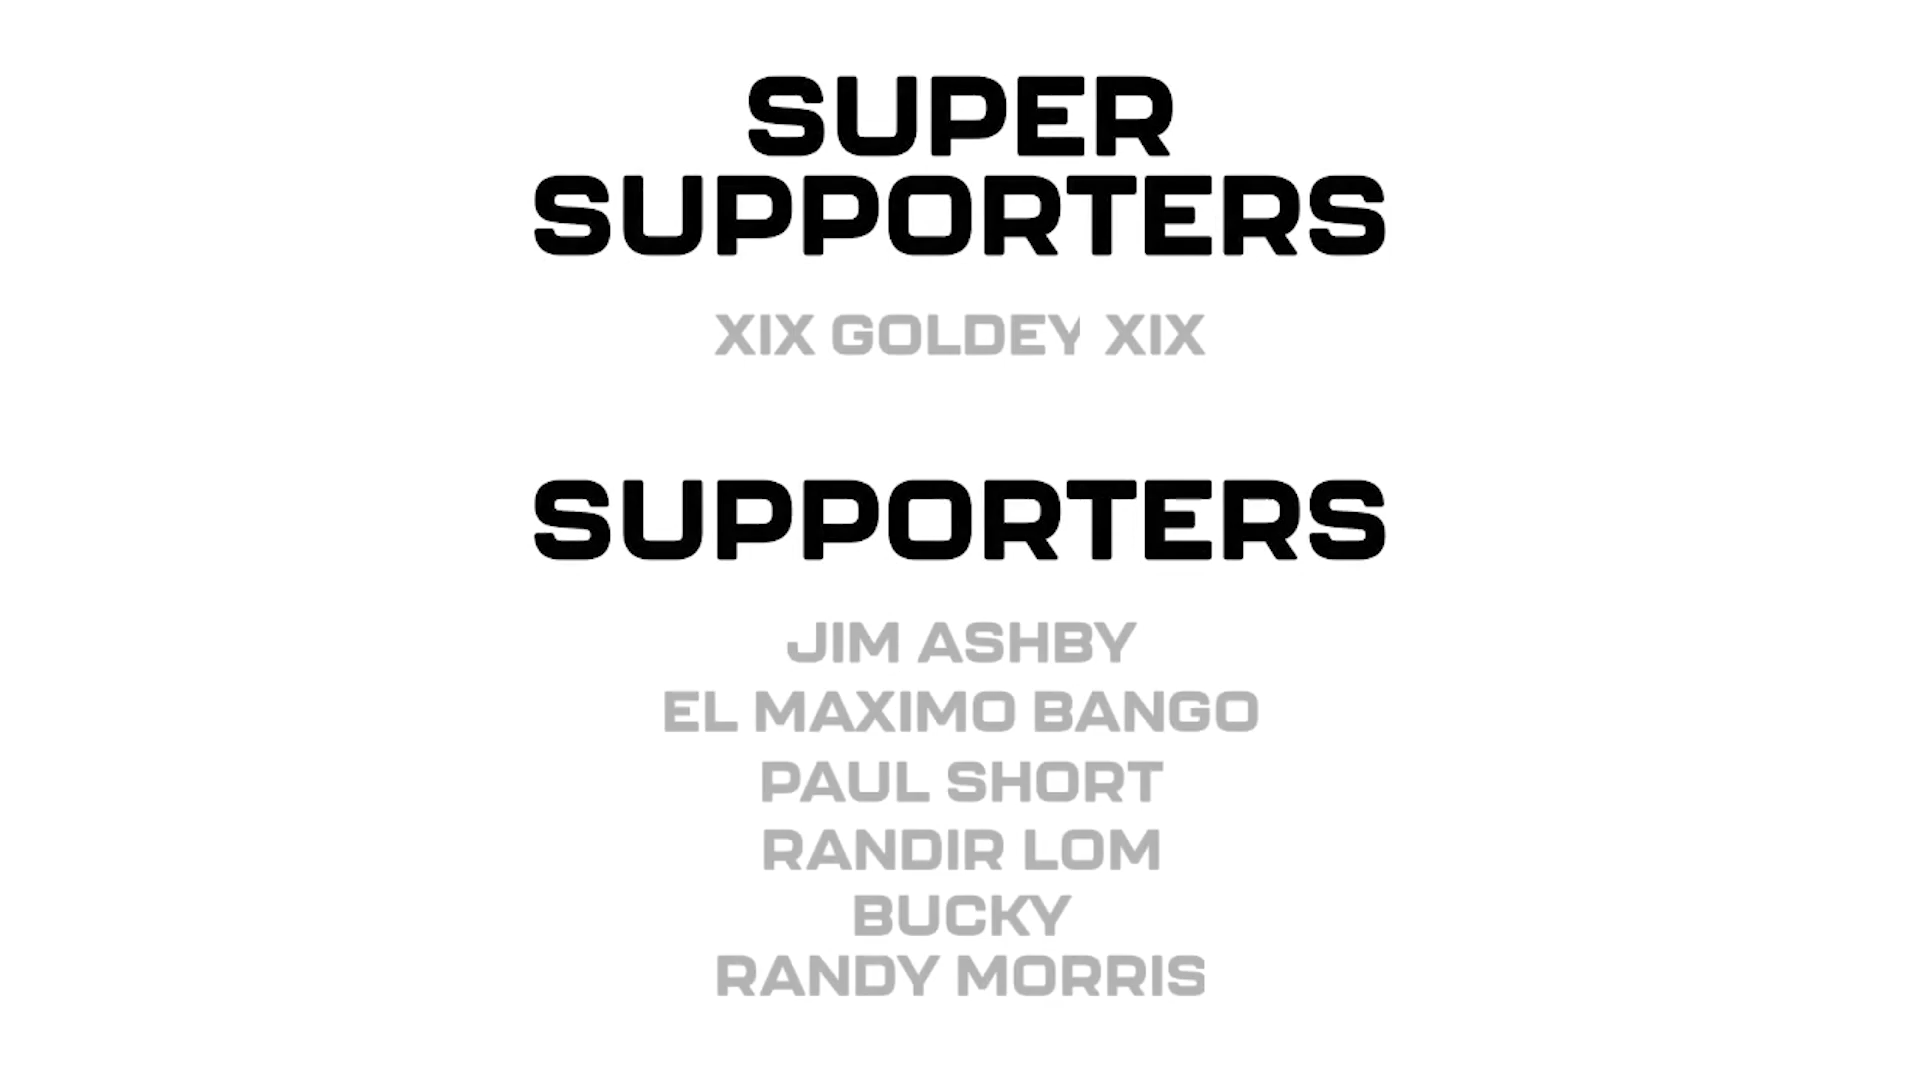 SUPER
SUPPORTERS
XIX GOLDEY XIX
SUPPORTERS
JIM ASHBY
EL MAXIMO BANGO
PAUL SHORT
RANDIR LOM
BUCKY
RANDY MORRIS